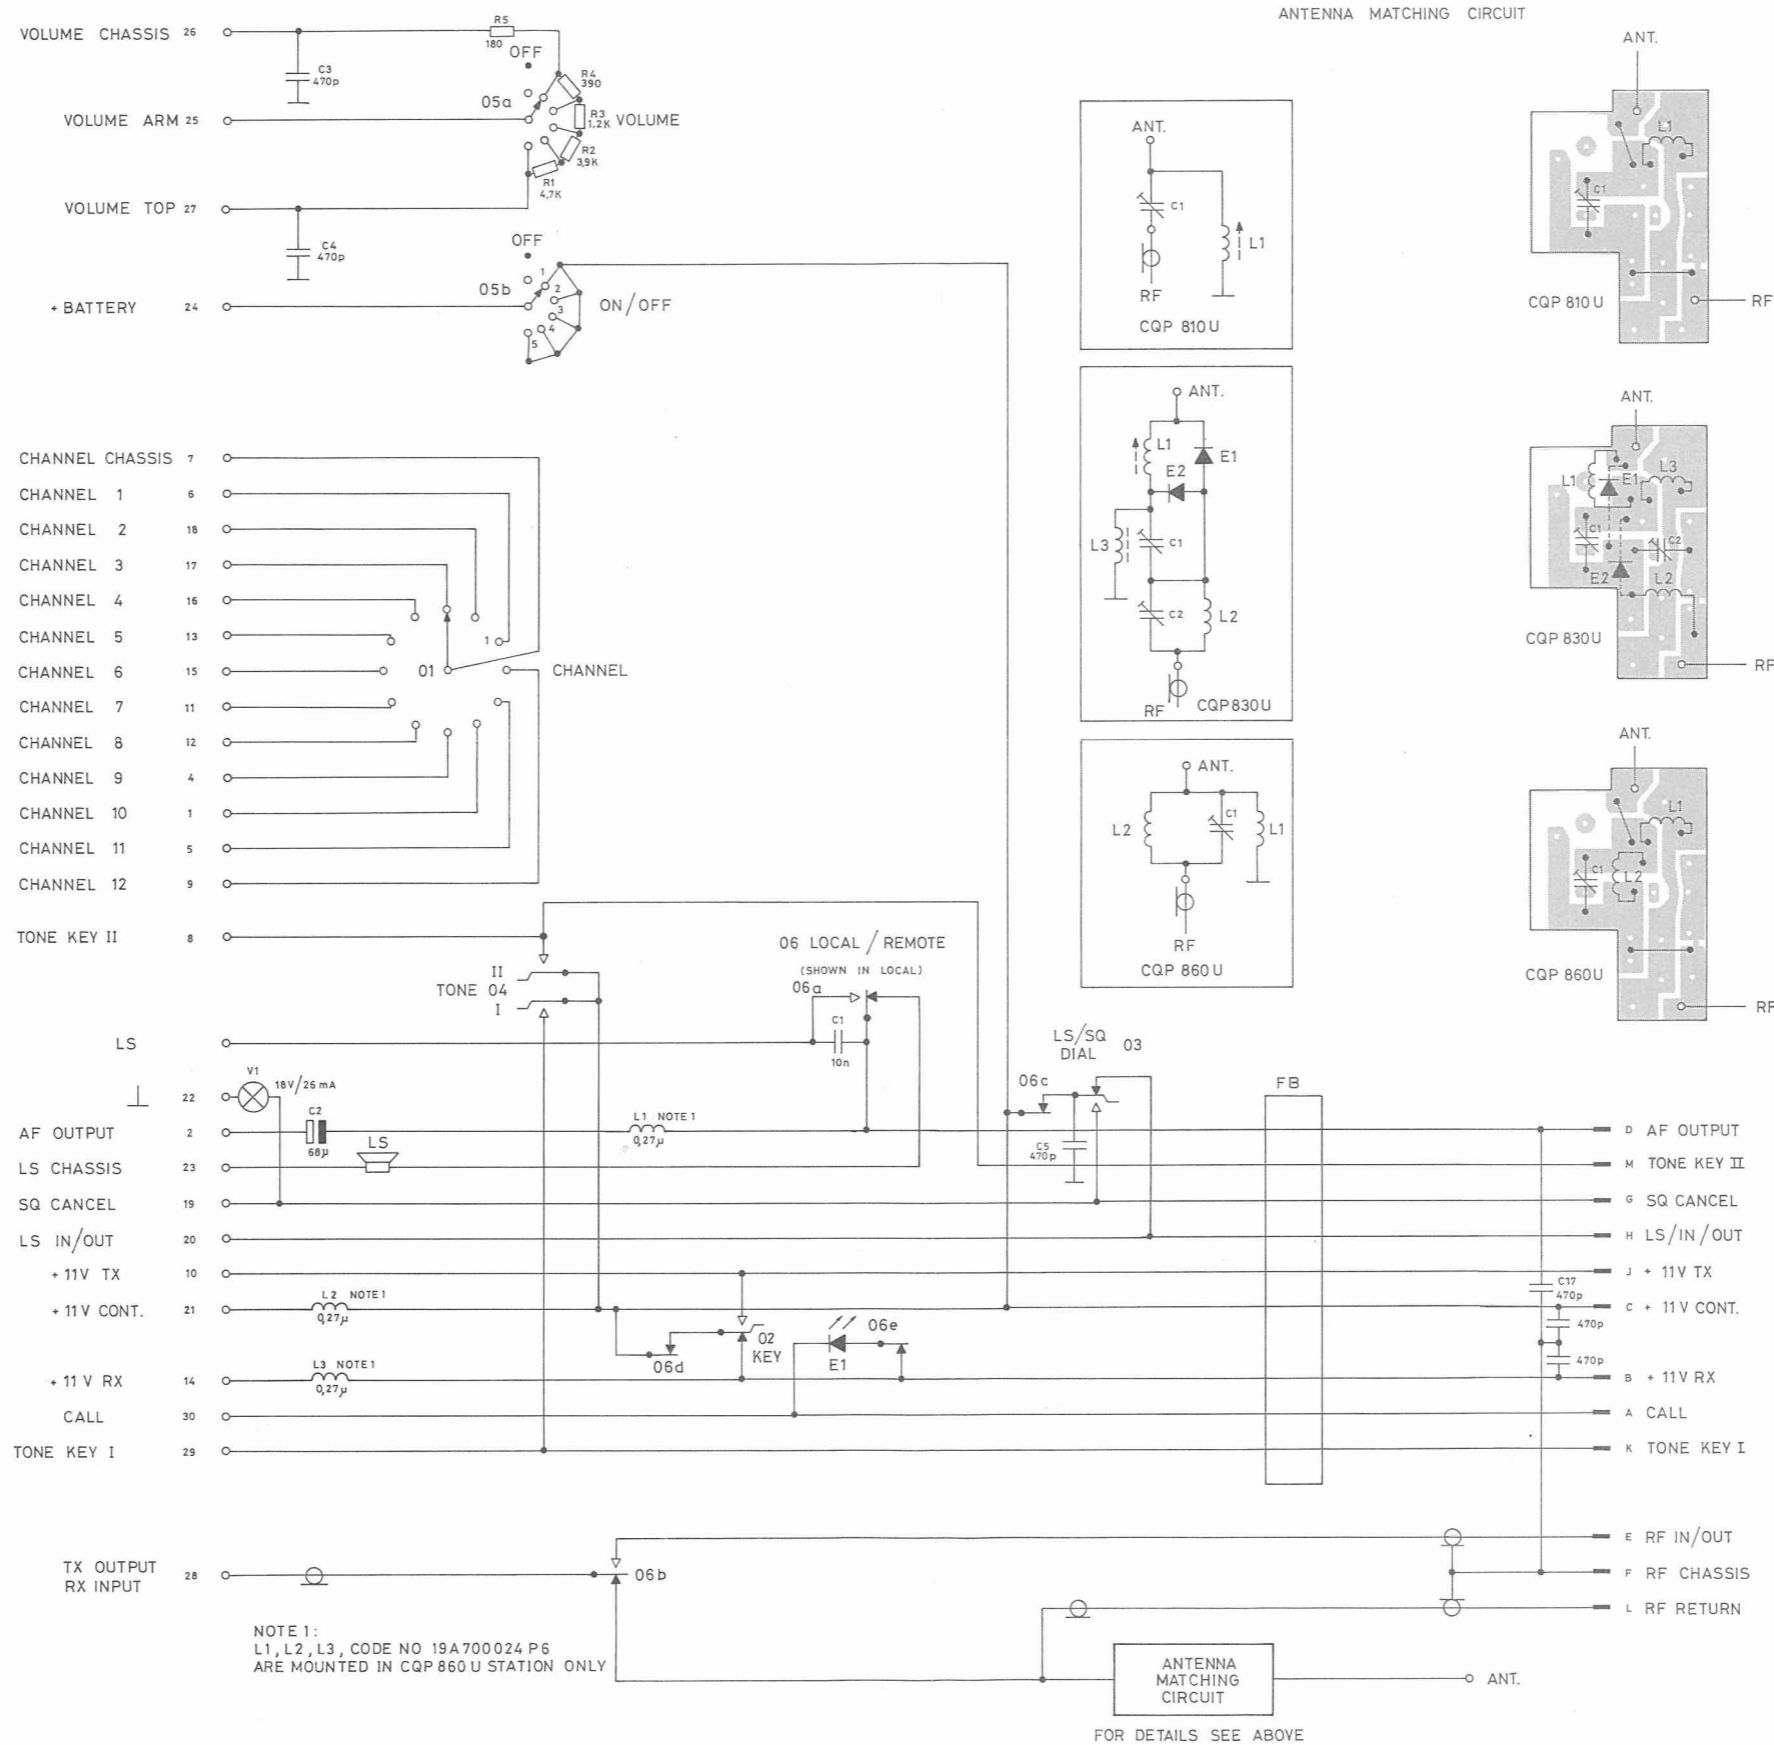 ANTENNA MATCHING CIRCUIT
VOLUME CHASSIS 26
R5
180
OFF
C3
470p
R4
390
05a
VOLUME ARM 25
R3
1.2K
VOLUME
R2
3,9K
R1
4,7K
VOLUME TOP 27
C4
470p
OFF
1
2
3
4
5
05b
+ BATTERY 24
ON/OFF
CHANNEL CHASSIS 7
CHANNEL 1 6
CHANNEL 2 18
CHANNEL 3 17
CHANNEL 4 16
CHANNEL 5 13
1
CHANNEL 6 15
01
CHANNEL
CHANNEL 7 11
CHANNEL 8 12
CHANNEL 9 4
CHANNEL 10 1
CHANNEL 11 5
CHANNEL 12 9
TONE KEY II 8
II
TONE 04
I
06 LOCAL / REMOTE
(SHOWN IN LOCAL)
06a
C1
10n
LS
LS/SQ
DIAL 03
06c
C5
470p
V1
18V/26mA
⊥ 22
C2
68µ
AF OUTPUT 2
L1 NOTE 1
0,27µ
LS
LS CHASSIS 23
SQ CANCEL 19
LS IN/OUT 20
+ 11V TX 10
+ 11V CONT. 21
L2 NOTE 1
0,27µ
02
KEY
06d
06e
E1
+ 11 V RX 14
L3 NOTE 1
0,27µ
CALL 30
TONE KEY I 29
FB
D AF OUTPUT
M TONE KEY II
G SQ CANCEL
H LS/IN/OUT
J + 11V TX
C17
470p
C + 11V CONT.
470p
470p
B + 11V RX
A CALL
K TONE KEY I
TX OUTPUT
RX INPUT
28
06b
E RF IN/OUT
F RF CHASSIS
L RF RETURN
NOTE 1:
L1, L2, L3, CODE NO 19A700024 P6
ARE MOUNTED IN CQP 860 U STATION ONLY
ANTENNA
MATCHING
CIRCUIT
ANT.
FOR DETAILS SEE ABOVE
ANT.
C1
L1
RF
CQP 810U
ANT.
L1
E1
E2
L3
C1
C2
L2
RF
CQP830U
ANT.
L2
C1
L1
RF
CQP 860U
ANT.
L1
C1
CQP 810U
RF
ANT.
L1
E1
L3
C1
C2
E2
L2
CQP 830U
RF
ANT.
L1
C1
L2
CQP 860U
RF